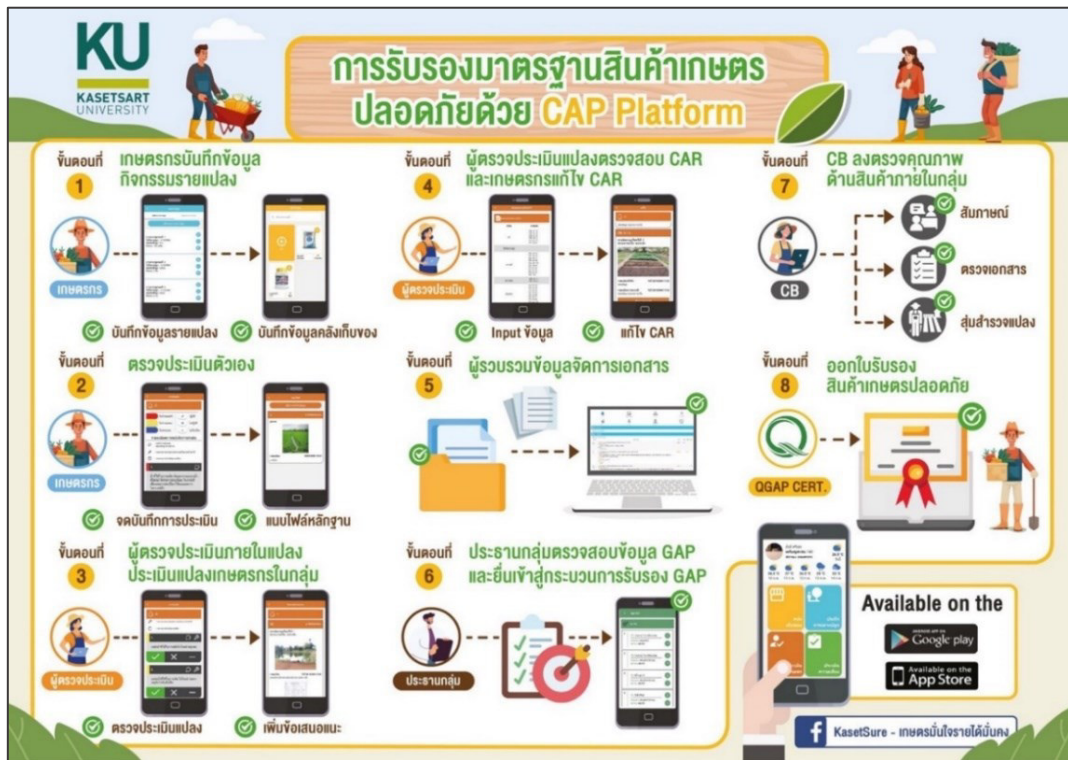 KU
KASETSART
UNIVERSITY
การรับรองมาตรฐานสินค้าเกษตร
ปลอดภัยด้วย CAP Platform
ขั้นตอนที่
1
เกษตรกรบันทึกข้อมูล
กิจกรรมรายแปลง
เกษตรกร
บันทึกข้อมูลรายแปลง
บันทึกข้อมูลคลังเก็บของ
ขั้นตอนที่
2
ตรวจประเมินตัวเอง
เกษตรกร
จดบันทึกการประเมิน
แนบไฟล์หลักฐาน
ขั้นตอนที่
3
ผู้ตรวจประเมินภายในแปลง
ประเมินแปลงเกษตรกรในกลุ่ม
ผู้ตรวจประเมิน
ตรวจประเมินแปลง
เพิ่มข้อเสนอแนะ
ขั้นตอนที่
4
ผู้ตรวจประเมินแปลงตรวจสอบ CAR
และเกษตรกรแก้ไข CAR
ผู้ตรวจประเมิน
Input ข้อมูล
แก้ไข CAR
ขั้นตอนที่
5
ผู้รวบรวมข้อมูลจัดการเอกสาร
ขั้นตอนที่
6
ประธานกลุ่มตรวจสอบข้อมูล GAP
และยื่นเข้าสู่กระบวนการรับรอง GAP
ประธานกลุ่ม
ขั้นตอนที่
7
CB ลงตรวจคุณภาพ
ด้านสินค้าภายในกลุ่ม
CB
สัมภาษณ์
ตรวจเอกสาร
สุ่มสำรวจแปลง
ขั้นตอนที่
8
ออกใบรับรอง
สินค้าเกษตรปลอดภัย
Q
QGAP CERT.
Available on the
ANDROID APP ON
Google play
Available on the
App Store
f
KasetSure - เกษตรมั่นใจรายได้มั่นคง